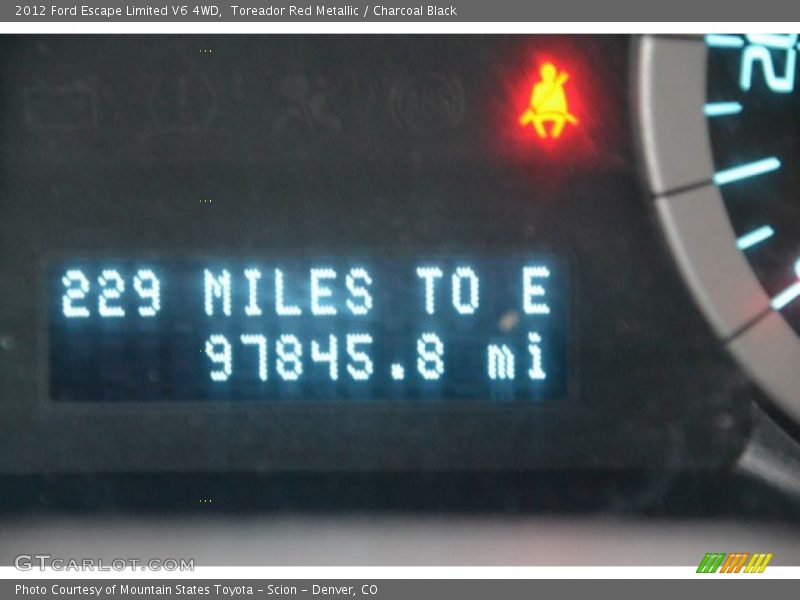 2012 Ford Escape Limited V6 4WD, Toreador Red Metallic / Charcoal Black
20
229 MILES TO E
97845.8 mi
GTCARLOT.COM
Photo Courtesy of Mountain States Toyota - Scion - Denver, CO